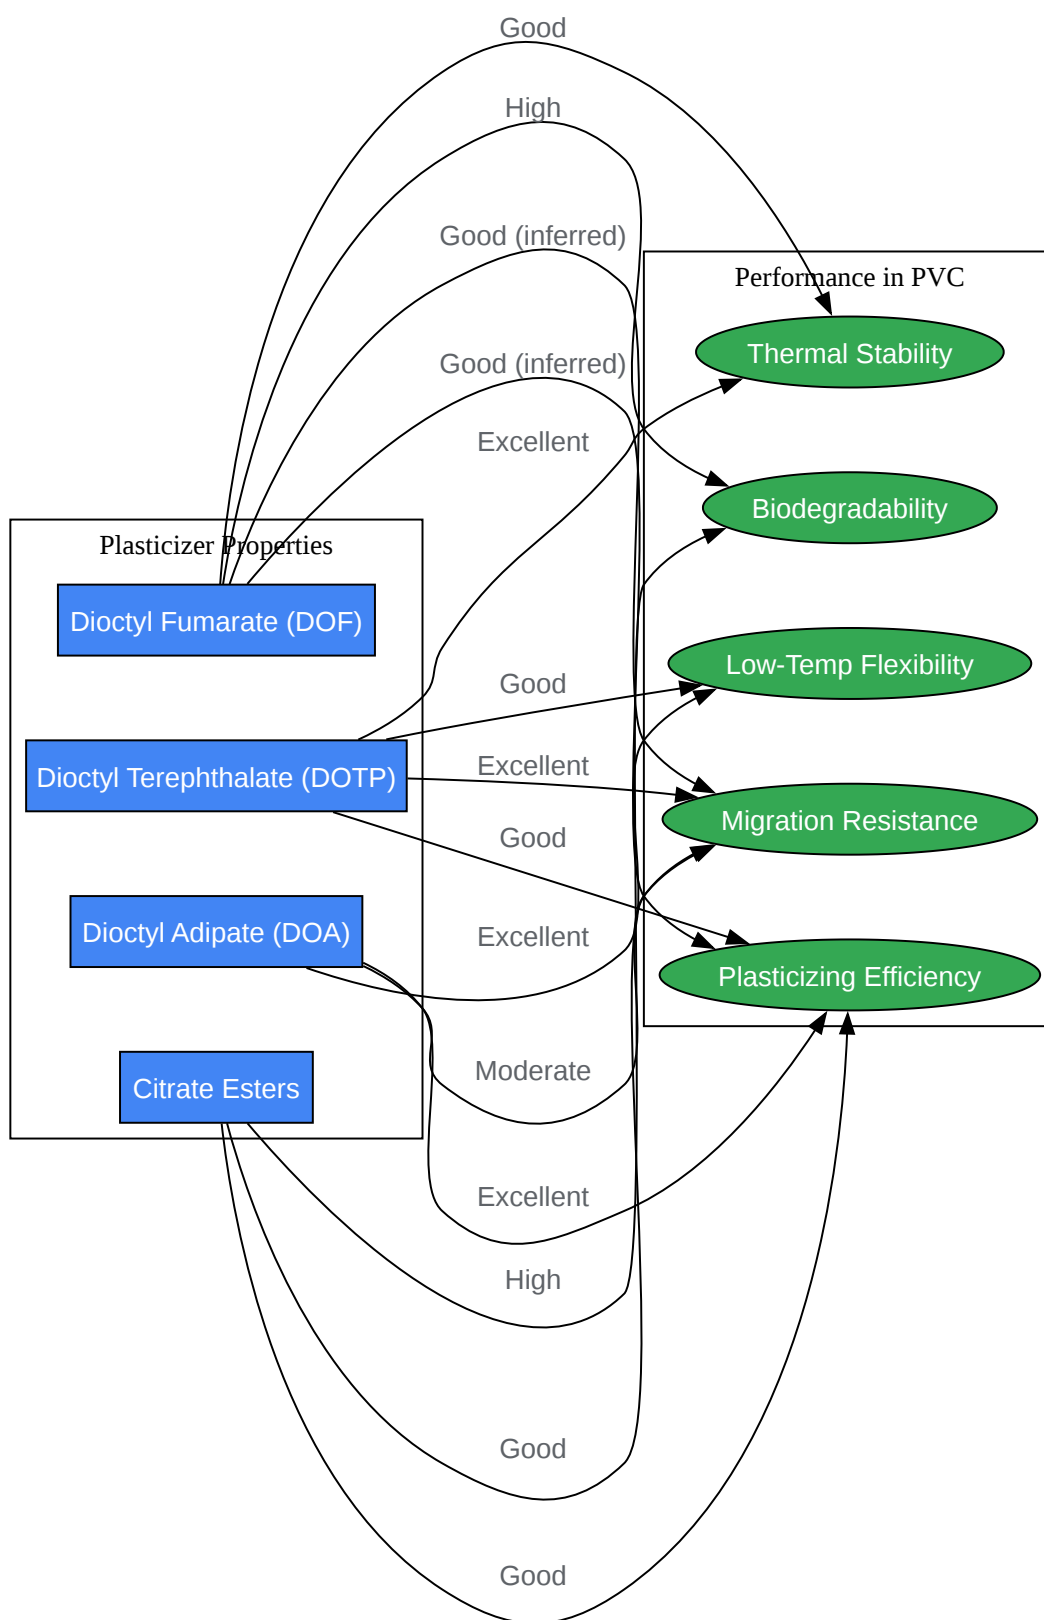 Good
High
Good (inferred)
Performance in PVC
Thermal Stability
Good (inferred)
Excellent
Biodegradability
Plasticizer Properties
Dioctyl Fumarate (DOF)
Low-Temp Flexibility
Good
Dioctyl Terephthalate (DOTP)
Excellent
Migration Resistance
Good
Dioctyl Adipate (DOA)
Excellent
Plasticizing Efficiency
Moderate
Citrate Esters
Excellent
High
Good
Good